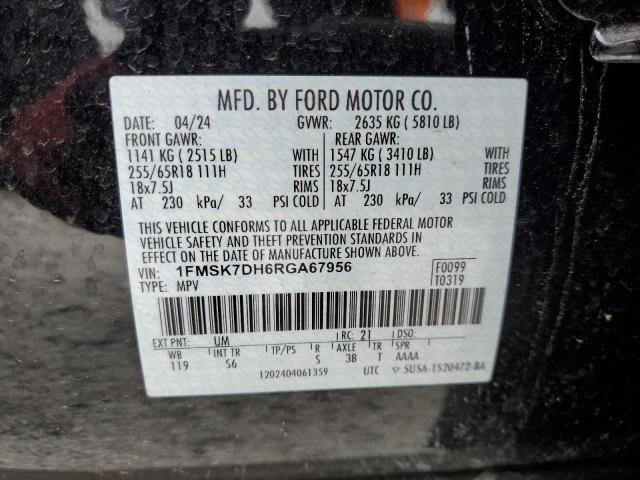 MFD. BY FORD MOTOR CO.
DATE: 04/24 GVWR: 2635 KG ( 5810 LB)
FRONT GAWR: REAR GAWR:
1141 KG ( 2515 LB) WITH 1547 KG ( 3410 LB) WITH
255/65R18 111H TIRES 255/65R18 111H TIRES
18x7.5J RIMS 18x7.5J RIMS
AT 230 kPa/ 33 PSI COLD AT 230 kPa/ 33 PSI COLD
THIS VEHICLE CONFORMS TO ALL APPLICABLE FEDERAL MOTOR
VEHICLE SAFETY AND THEFT PREVENTION STANDARDS IN
EFFECT ON THE DATE OF MANUFACTURE SHOWN ABOVE.
VIN: 1FMSK7DH6RGA67956 F0099
TYPE: MPV T0319
EXT PNT: UM RC: 21 DSO:
WB INT TR TP/PS R AXLE TR SPR
119 S6 S 3B T AAAA
1202404061359 UTC SU5A-1520472-BA